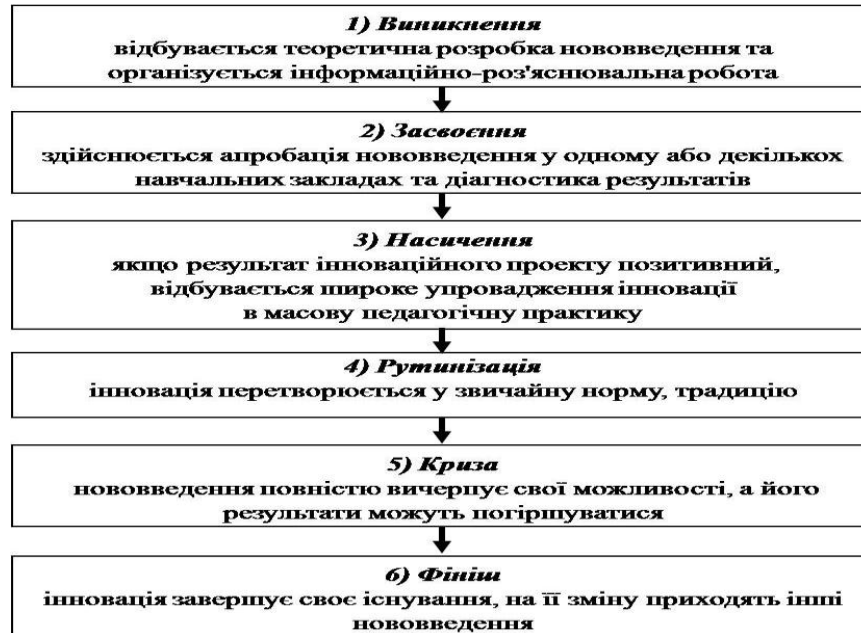 1) Виникнення
відбувається теоретична розробка нововведення та
організується інформаційно-роз'яснювальна робота
2) Засвоєння
здійснюється апробація нововведення у одному або декількох
навчальних закладах та діагностика результатів
3) Насичення
якщо результат інноваційного проекту позитивний,
відбувається широке упровадження інновації
в масову педагогічну практику
4) Рутинізація
інновація перетворюється у звичайну норму, традицію
5) Криза
нововведення повністю вичерпує свої можливості, а його
результати можуть погіршуватися
6) Фініш
інновація завершує своє існування, на її зміну приходять інші
нововведення